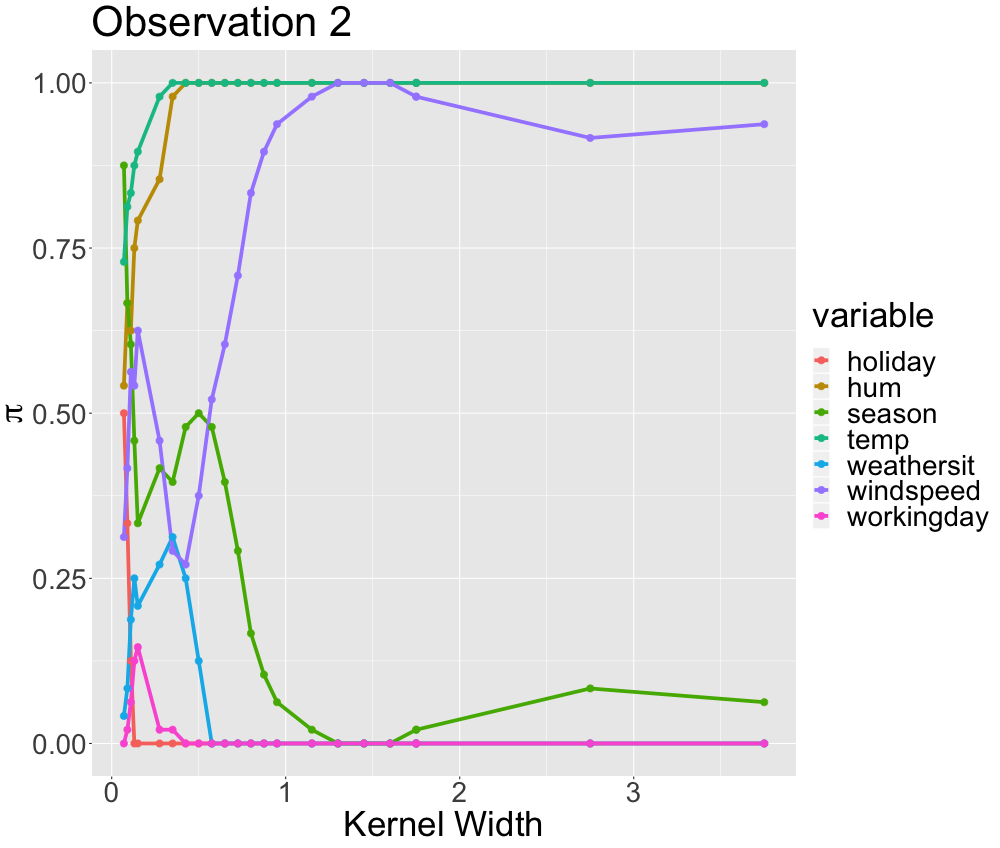 Observation 2
1.00
0.75
0.50
0.25
0.00
π
0 1 2 3
Kernel Width
variable
holiday
hum
season
temp
weathersit
windspeed
workingday